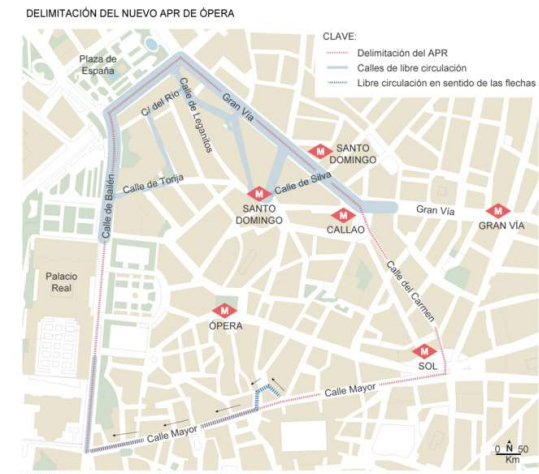 DELIMITACIÓN DEL NUEVO APR DE ÓPERA
CLAVE:
Delimitación del APR
Calles de libre circulación
Libre circulación en sentido de las flechas
Plaza de
España
C/ del Río
Calle de Leganitos
Gran Vía
M
SANTO
DOMINGO
Calle de Torija
Calle de Silva
M
SANTO
DOMINGO
M
CALLAO
Gran Vía
M
GRAN VÍA
Calle de Bailén
Palacio
Real
Calle del Carmen
M
ÓPERA
M
SOL
Calle Mayor
Calle Mayor
0 N 50
Km